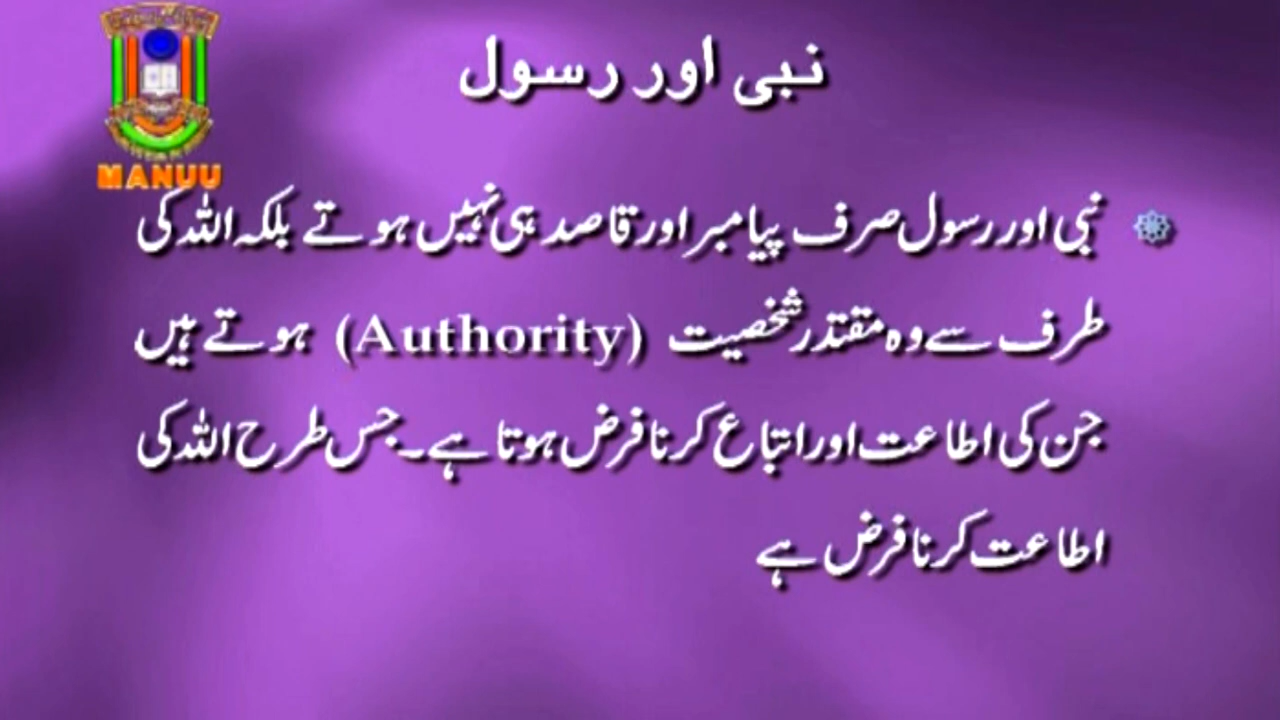 MANUU
نبی اور رسول
نبی اور رسول صرف پیامبر اور قاصد ہی نہیں ہوتے بلکہ اللہ کی
طرف سے وہ مقتدر شخصیت (Authority) ہوتے ہیں
جن کی اطاعت اور اتباع کرنا فرض ہوتا ہے۔ جس طرح اللہ کی
اطاعت کرنا فرض ہے